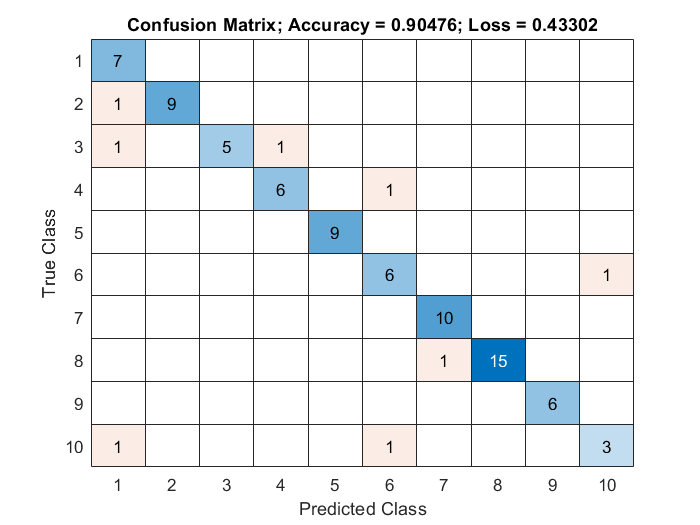 Confusion Matrix; Accuracy = 0.90476; Loss = 0.43302
1 7
2 1 9
3 1 5 1
4 6 1
5 9
6 6 1
7 10
8 1 15
9 6
10 1 1 3
True Class
1 2 3 4 5 6 7 8 9 10
Predicted Class